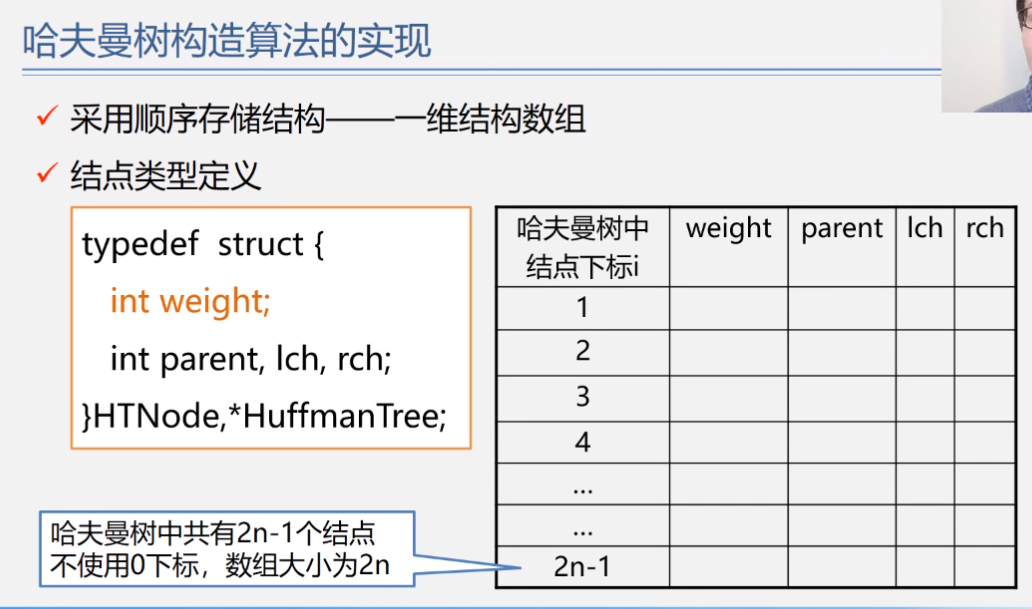 哈夫曼树构造算法的实现
采用顺序存储结构——一维结构数组
结点类型定义
typedef struct {
int weight;
int parent, lch, rch;
}HTNode,*HuffmanTree;
哈夫曼树中共有2n-1个结点
不使用0下标，数组大小为2n
哈夫曼树中 weight parent lch rch
结点下标i
1
2
3
4
...
...
2n-1